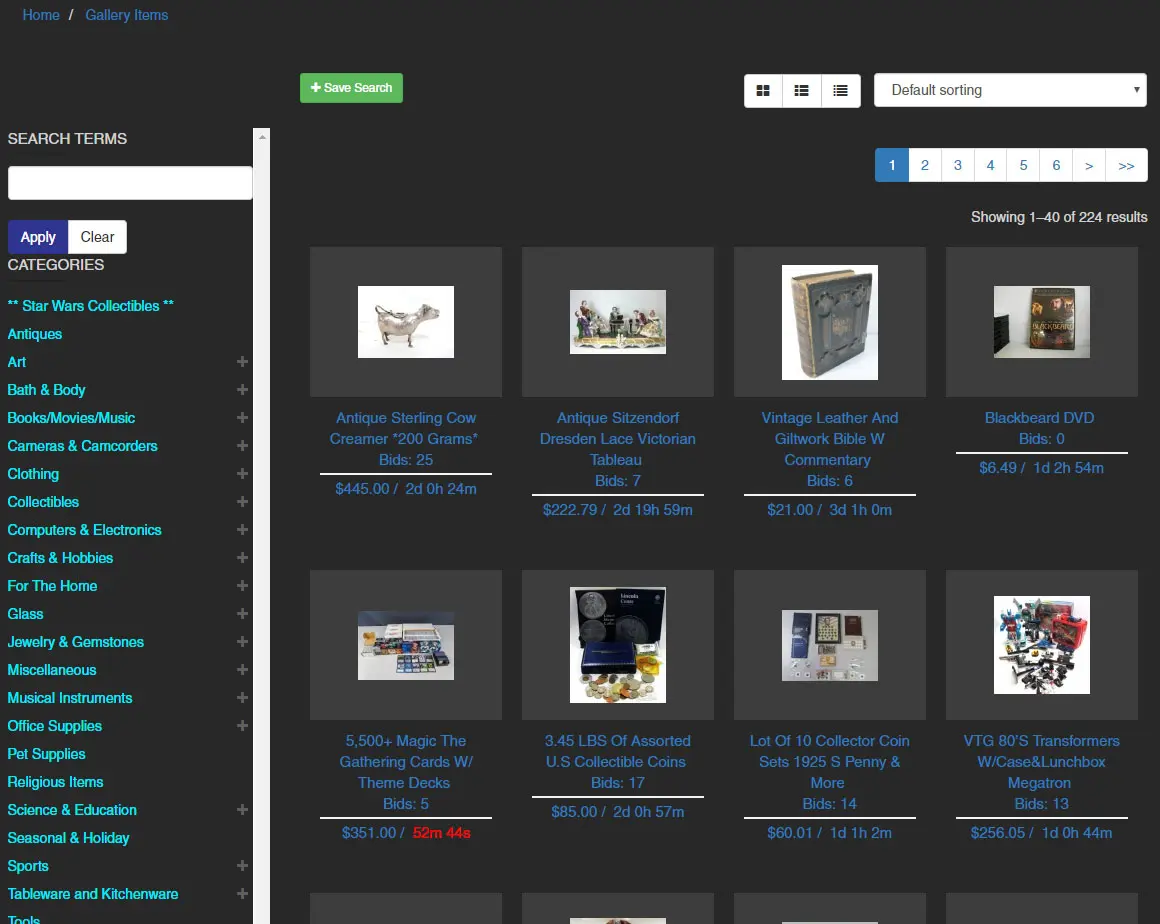 Home / Gallery Items
Save Search
Default sorting
SEARCH TERMS
1 2 3 4 5 6 > >>
Showing 1–40 of 224 results
Apply Clear
CATEGORIES
** Star Wars Collectibles **
Antiques
Art
Bath & Body
Books/Movies/Music
Cameras & Camcorders
Clothing
Collectibles
Computers & Electronics
Crafts & Hobbies
For The Home
Glass
Jewelry & Gemstones
Miscellaneous
Musical Instruments
Office Supplies
Pet Supplies
Religious Items
Science & Education
Seasonal & Holiday
Sports
Tableware and Kitchenware
Tools
BLACKBEARD
Antique Sterling Cow
Creamer *200 Grams*
Bids: 25
$445.00 / 2d 0h 24m
Antique Sitzendorf
Dresden Lace Victorian
Tableau
Bids: 7
$222.79 / 2d 19h 59m
Vintage Leather And
Giltwork Bible W
Commentary
Bids: 6
$21.00 / 3d 1h 0m
Blackbeard DVD
Bids: 0
$6.49 / 1d 2h 54m
Lincoln
5,500+ Magic The
Gathering Cards W/
Theme Decks
Bids: 5
$351.00 / 52m 44s
3.45 LBS Of Assorted
U.S Collectible Coins
Bids: 17
$85.00 / 2d 0h 57m
Lot Of 10 Collector Coin
Sets 1925 S Penny &
More
Bids: 14
$60.01 / 1d 1h 2m
VTG 80'S Transformers
W/Case&Lunchbox
Megatron
Bids: 13
$256.05 / 1d 0h 44m